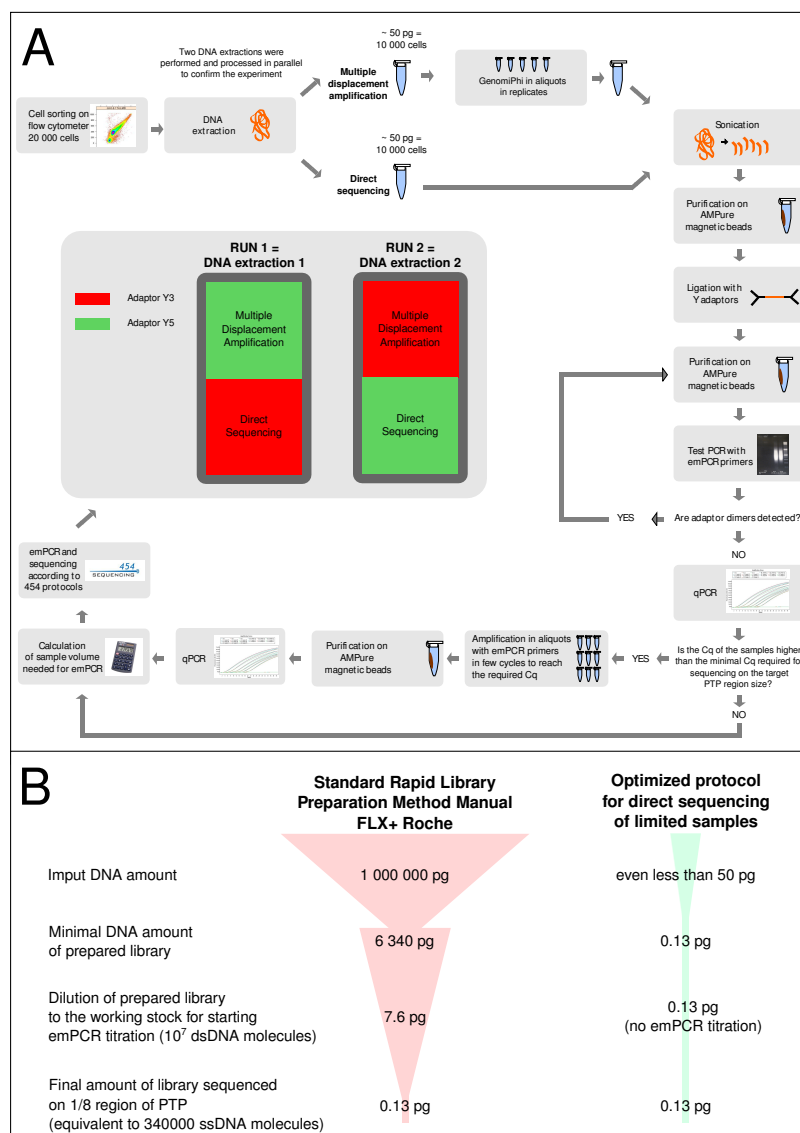 A
Two DNA extractions were
performed and processed in parallel
to confirm the experiment
~ 50 pg =
10 000 cells
Multiple
displacement
amplification
GenomiPhi in aliquots
in replicates
Cell sorting on
flow cytometer
20 000 cells
DNA
extraction
~ 50 pg =
10 000 cells
Direct
sequencing
Sonication
Purification on
AMPure
magnetic beads
Ligation with
Y adaptors
Purification on
AMPure
magnetic beads
Test PCR with
emPCR primers
Are adaptor dimers detected?
YES
NO
qPCR
Is the Cq of the samples higher
than the minimal Cq required for
sequencing on the target
PTP region size?
YES
NO
Amplification in aliquots
with emPCR primers
in few cycles to reach
the required Cq
Purification on
AMPure
magnetic beads
qPCR
Calculation
of sample volume
needed for emPCR
emPCR and
sequencing
according to
454 protocols
454
SEQUENCING
RUN 1 =
DNA extraction 1
RUN 2 =
DNA extraction 2
Adaptor Y3
Adaptor Y5
Multiple
Displacement
Amplification
Direct
Sequencing
Multiple
Displacement
Amplification
Direct
Sequencing
B
Standard Rapid Library
Preparation Method Manual
FLX+ Roche
Optimized protocol
for direct sequencing
of limited samples
Imput DNA amount
1 000 000 pg
even less than 50 pg
Minimal DNA amount
of prepared library
6 340 pg
0.13 pg
Dilution of prepared library
to the working stock for starting
emPCR titration (10⁷ dsDNA molecules)
7.6 pg
0.13 pg
(no emPCR titration)
Final amount of library sequenced
on 1/8 region of PTP
(equivalent to 340000 ssDNA molecules)
0.13 pg
0.13 pg